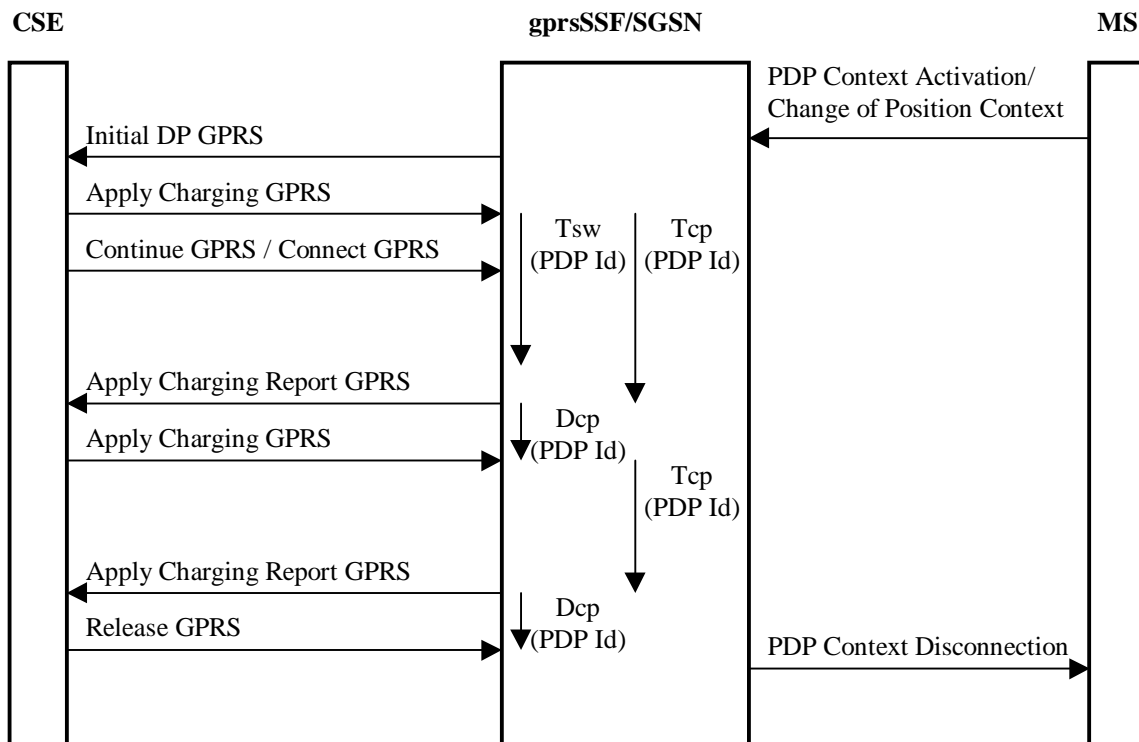 CSE
gprsSSF/SGSN
MS
PDP Context Activation/
Change of Position Context
Initial DP GPRS
Apply Charging GPRS
Tsw
(PDP Id)
Tcp
(PDP Id)
Continue GPRS / Connect GPRS
Apply Charging Report GPRS
Dcp
(PDP Id)
Apply Charging GPRS
Tcp
(PDP Id)
Apply Charging Report GPRS
Dcp
(PDP Id)
Release GPRS
PDP Context Disconnection